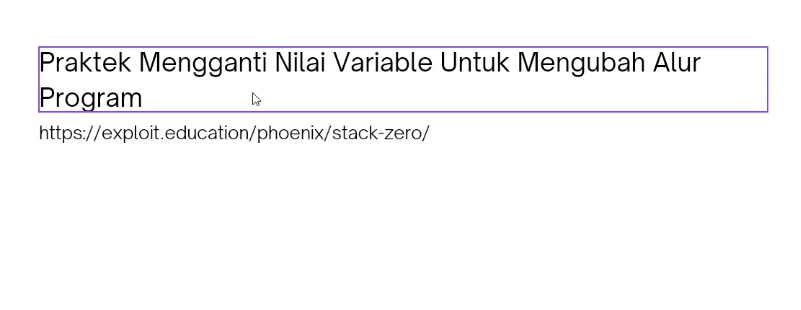 Praktek Mengganti Nilai Variable Untuk Mengubah Alur
Program
https://exploit.education/phoenix/stack-zero/